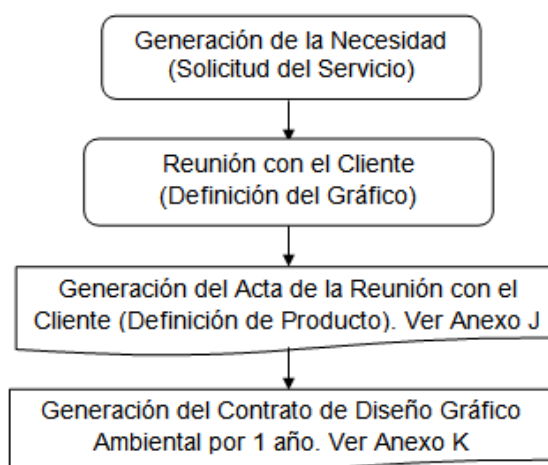 Generación de la Necesidad
(Solicitud del Servicio)
Reunión con el Cliente
(Definición del Gráfico)
Generación del Acta de la Reunión con el
Cliente (Definición de Producto). Ver Anexo J
Generación del Contrato de Diseño Gráfico
Ambiental por 1 año. Ver Anexo K